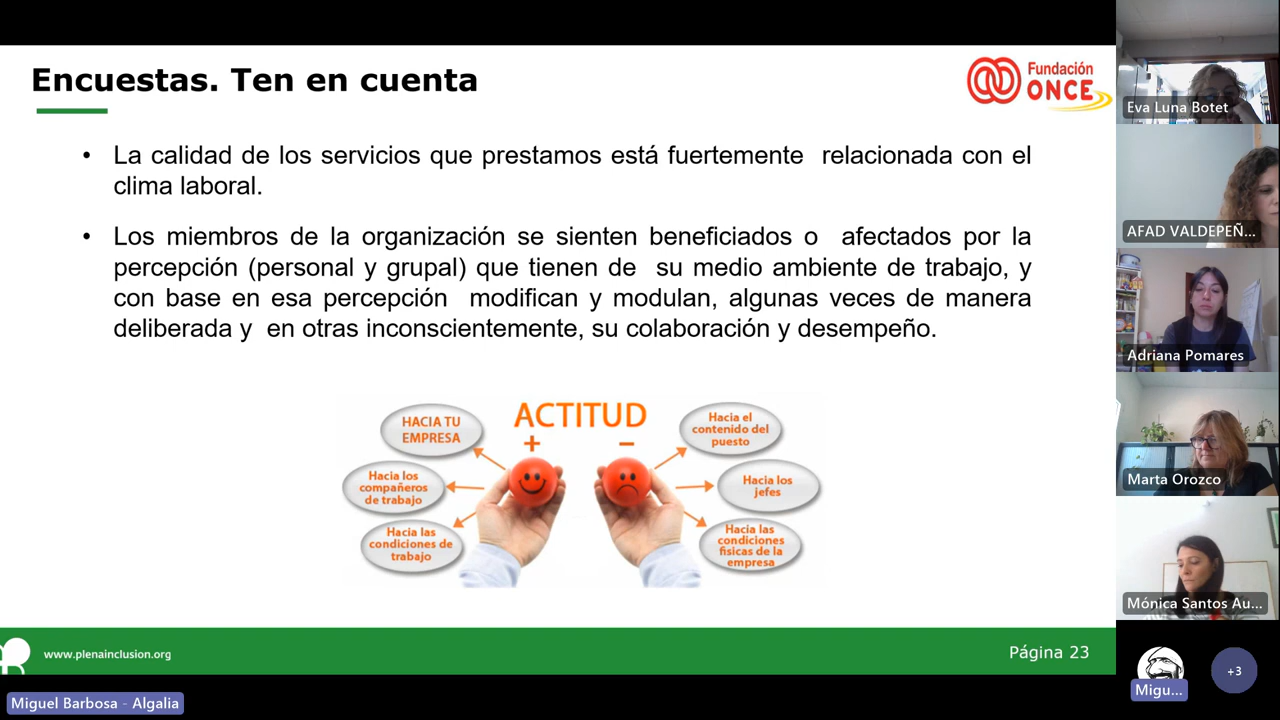 Encuestas. Ten en cuenta
Fundación
ONCE
• La calidad de los servicios que prestamos está fuertemente relacionada con el
clima laboral.
• Los miembros de la organización se sienten beneficiados o afectados por la
percepción (personal y grupal) que tienen de su medio ambiente de trabajo, y
con base en esa percepción modifican y modulan, algunas veces de manera
deliberada y en otras inconscientemente, su colaboración y desempeño.
ACTITUD
+
−
HACIA TU
EMPRESA
Hacia los
compañeros
de trabajo
Hacia las
condiciones de
trabajo
Hacia el
contenido del
puesto
Hacia los
jefes
Hacia las
condiciones
fisicas de la
empresa
www.plenainclusion.org
Página 23
Miguel Barbosa - Algalia
Eva Luna Botet
AFAD VALDEPEÑ...
Adriana Pomares
Marta Orozco
Mónica Santos Au...
Migu...
+3